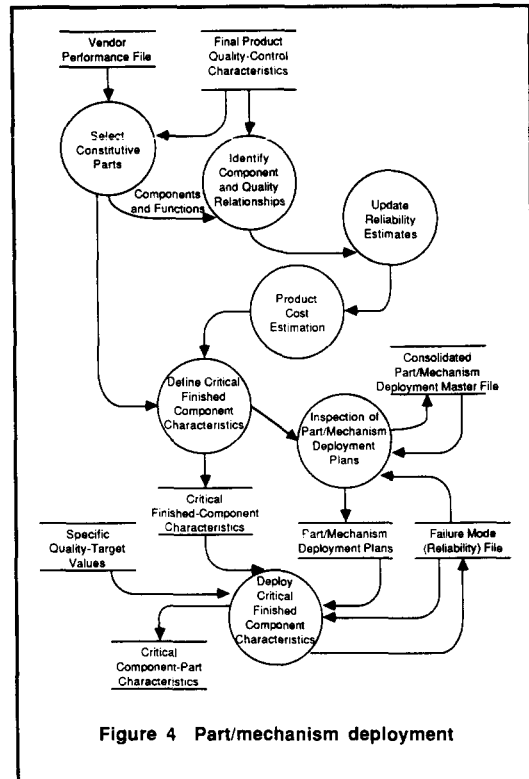 Vendor
Performance File
Final Product
Quality-Control
Characteristics
Select
Constitutive
Parts
Identify
Component
and Quality
Relationships
Components
and Functions
Update
Reliability
Estimates
Product
Cost
Estimation
Consolidated
Part/Mechanism
Deployment Master File
Define Critical
Finished
Component
Characteristics
Inspection of
Part/Mechanism
Deployment
Plans
Critical
Finished-Component
Characteristics
Specific
Quality-Target
Values
Part/Mechanism
Deployment Plans
Failure Mode
(Reliability) File
Deploy
Critical
Finished
Component
Characteristics
Critical
Component-Part
Characteristics
Figure 4 Part/mechanism deployment